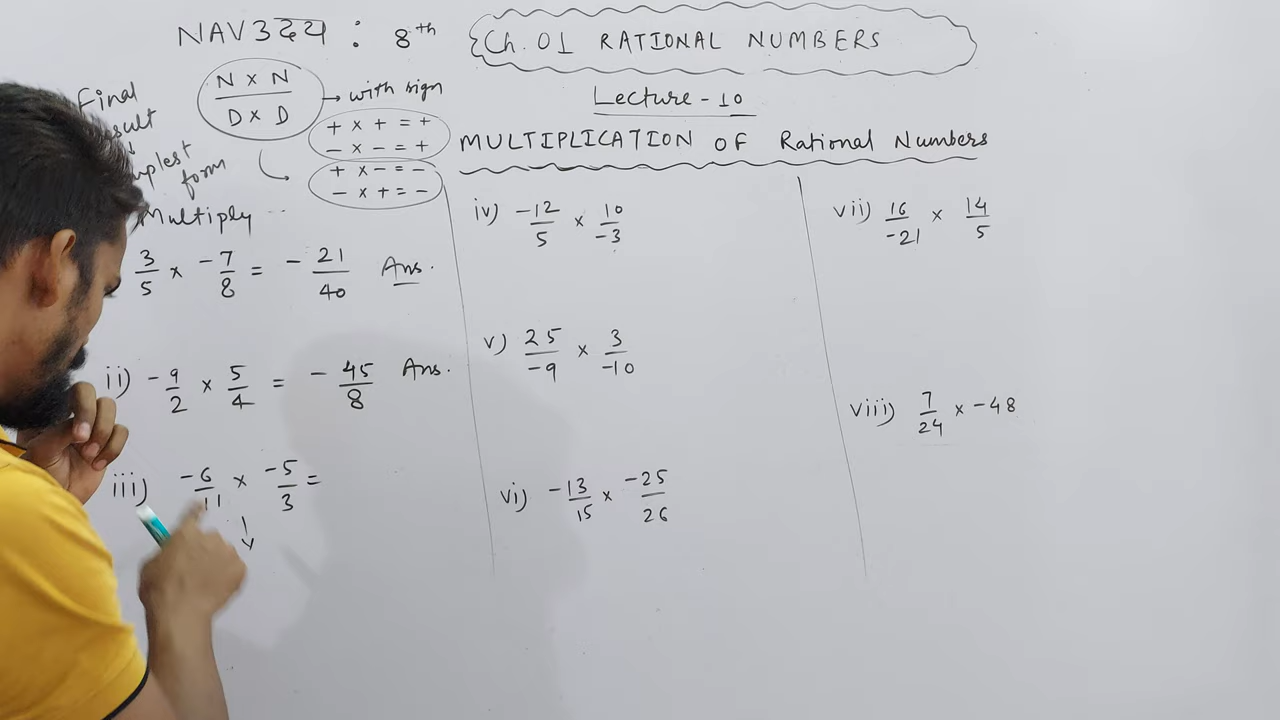 NAV344 : 8th
Ch. 01 RATIONAL NUMBERS
Lecture - 10
MULTIPLICATION OF Rational Numbers
Final
form
N × N / D × D → with sign
+ × + = +
− × − = +
+ × − = −
− × + = −
Multiply
3/5 × -7/8 = - 21/40 Ans.
ii) -9/2 × 5/4 = - 45/8 Ans.
iii) -6/11 × -5/3 =
iv) -12/5 × 10/-3
v) 25/-9 × 3/-10
vi) -13/15 × -25/26
vii) 16/-21 × 14/5
viii) 7/24 × -48